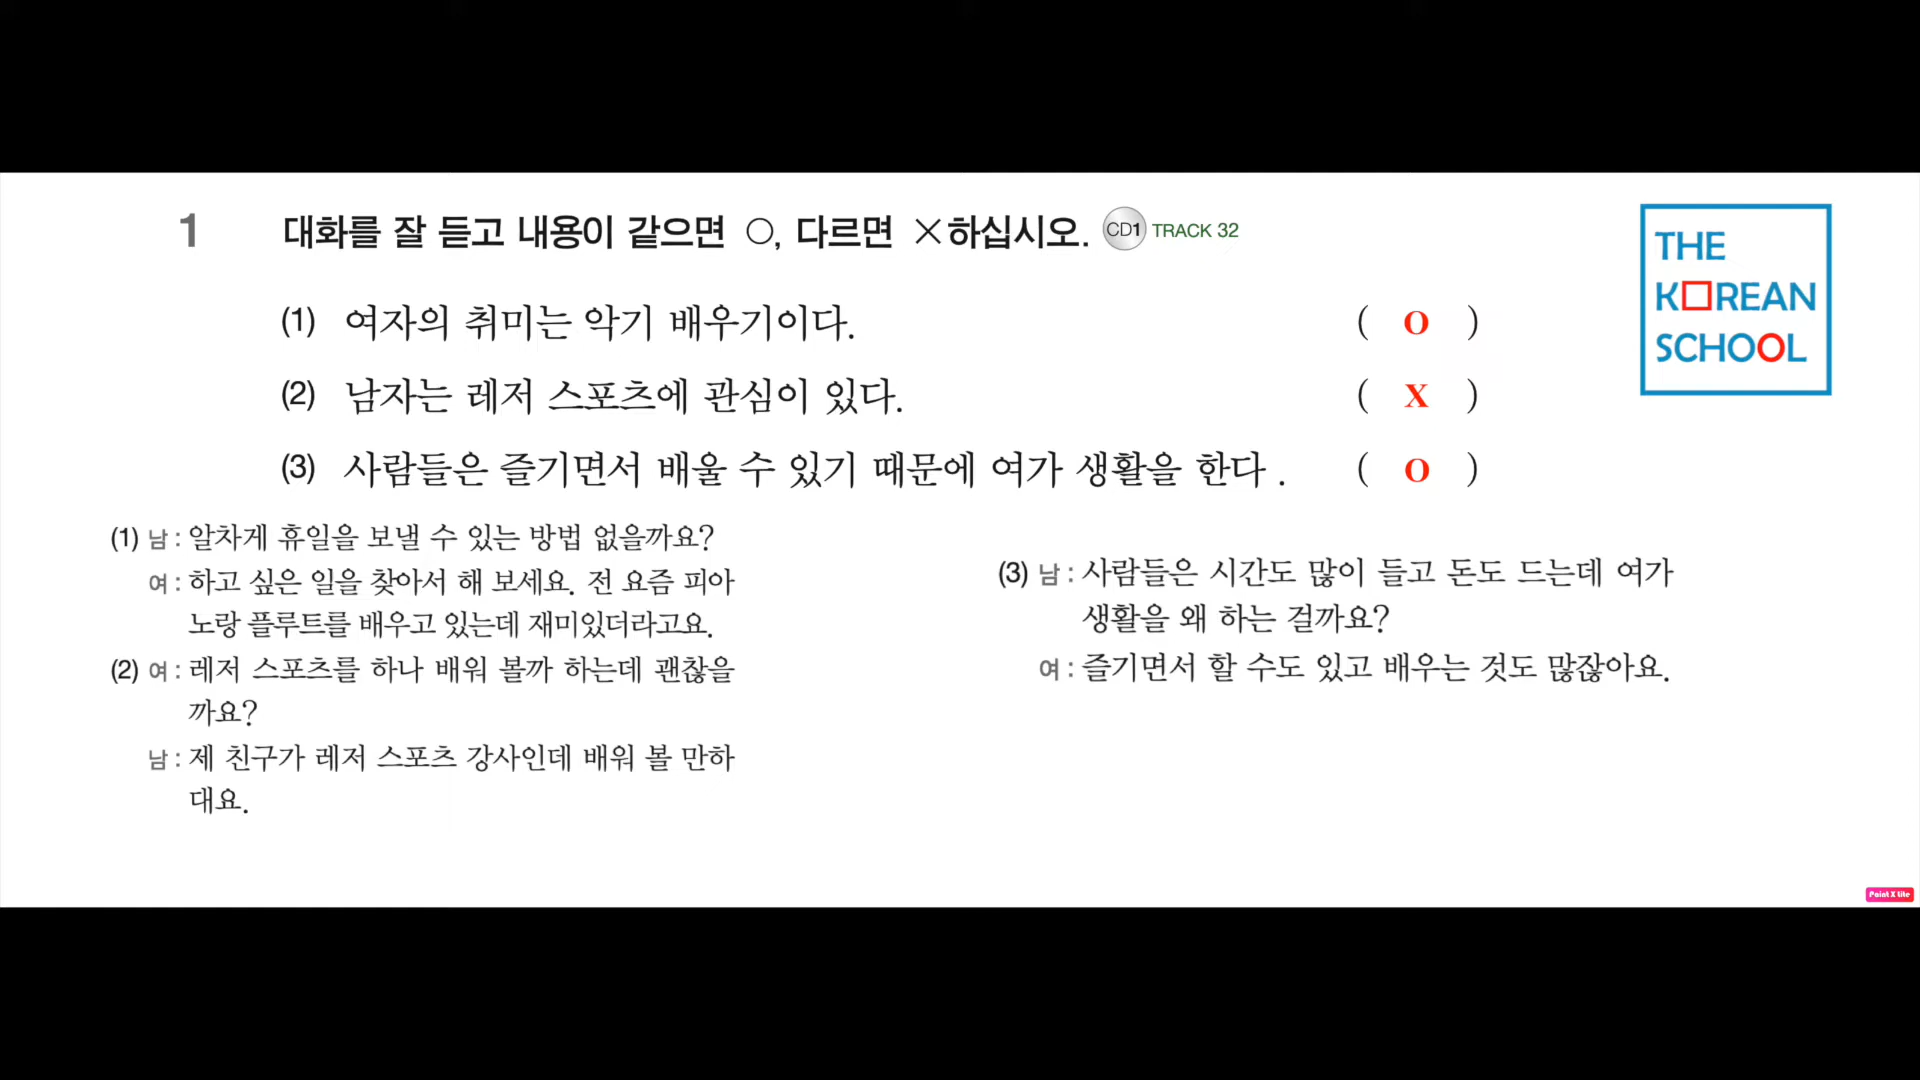 1 대화를 잘 듣고 내용이 같으면 ○, 다르면 ×하십시오. CD1 TRACK 32
THE
KOREAN
SCHOOL
(1) 여자의 취미는 악기 배우기이다. ( O )
(2) 남자는 레저 스포츠에 관심이 있다. ( X )
(3) 사람들은 즐기면서 배울 수 있기 때문에 여가 생활을 한다 . ( O )
(1) 남 : 알차게 휴일을 보낼 수 있는 방법 없을까요?
여 : 하고 싶은 일을 찾아서 해 보세요. 전 요즘 피아
노랑 플루트를 배우고 있는데 재미있더라고요.
(2) 여 : 레저 스포츠를 하나 배워 볼까 하는데 괜찮을
까요?
남 : 제 친구가 레저 스포츠 강사인데 배워 볼 만하
대요.
(3) 남 : 사람들은 시간도 많이 들고 돈도 드는데 여가
생활을 왜 하는 걸까요?
여 : 즐기면서 할 수도 있고 배우는 것도 많잖아요.
Paint X lite